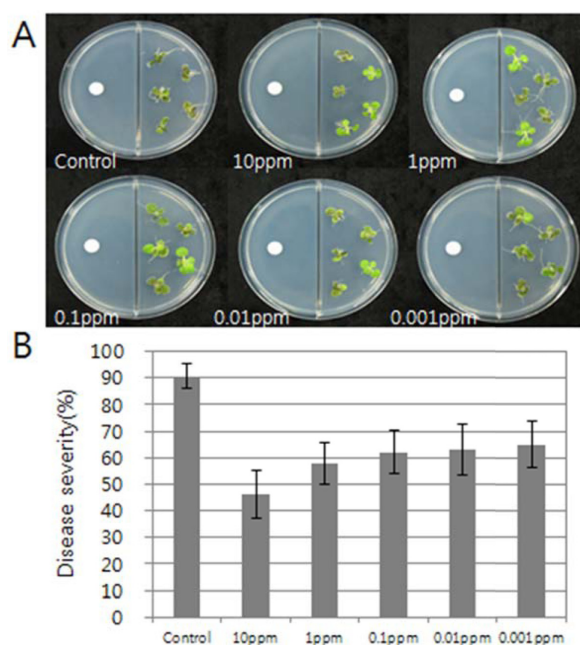 A
Control 10ppm 1ppm
0.1ppm 0.01ppm 0.001ppm
B
Disease severity(%)
100
90
80
70
60
50
40
30
20
10
0
Control 10ppm 1ppm 0.1ppm 0.01ppm 0.001ppm